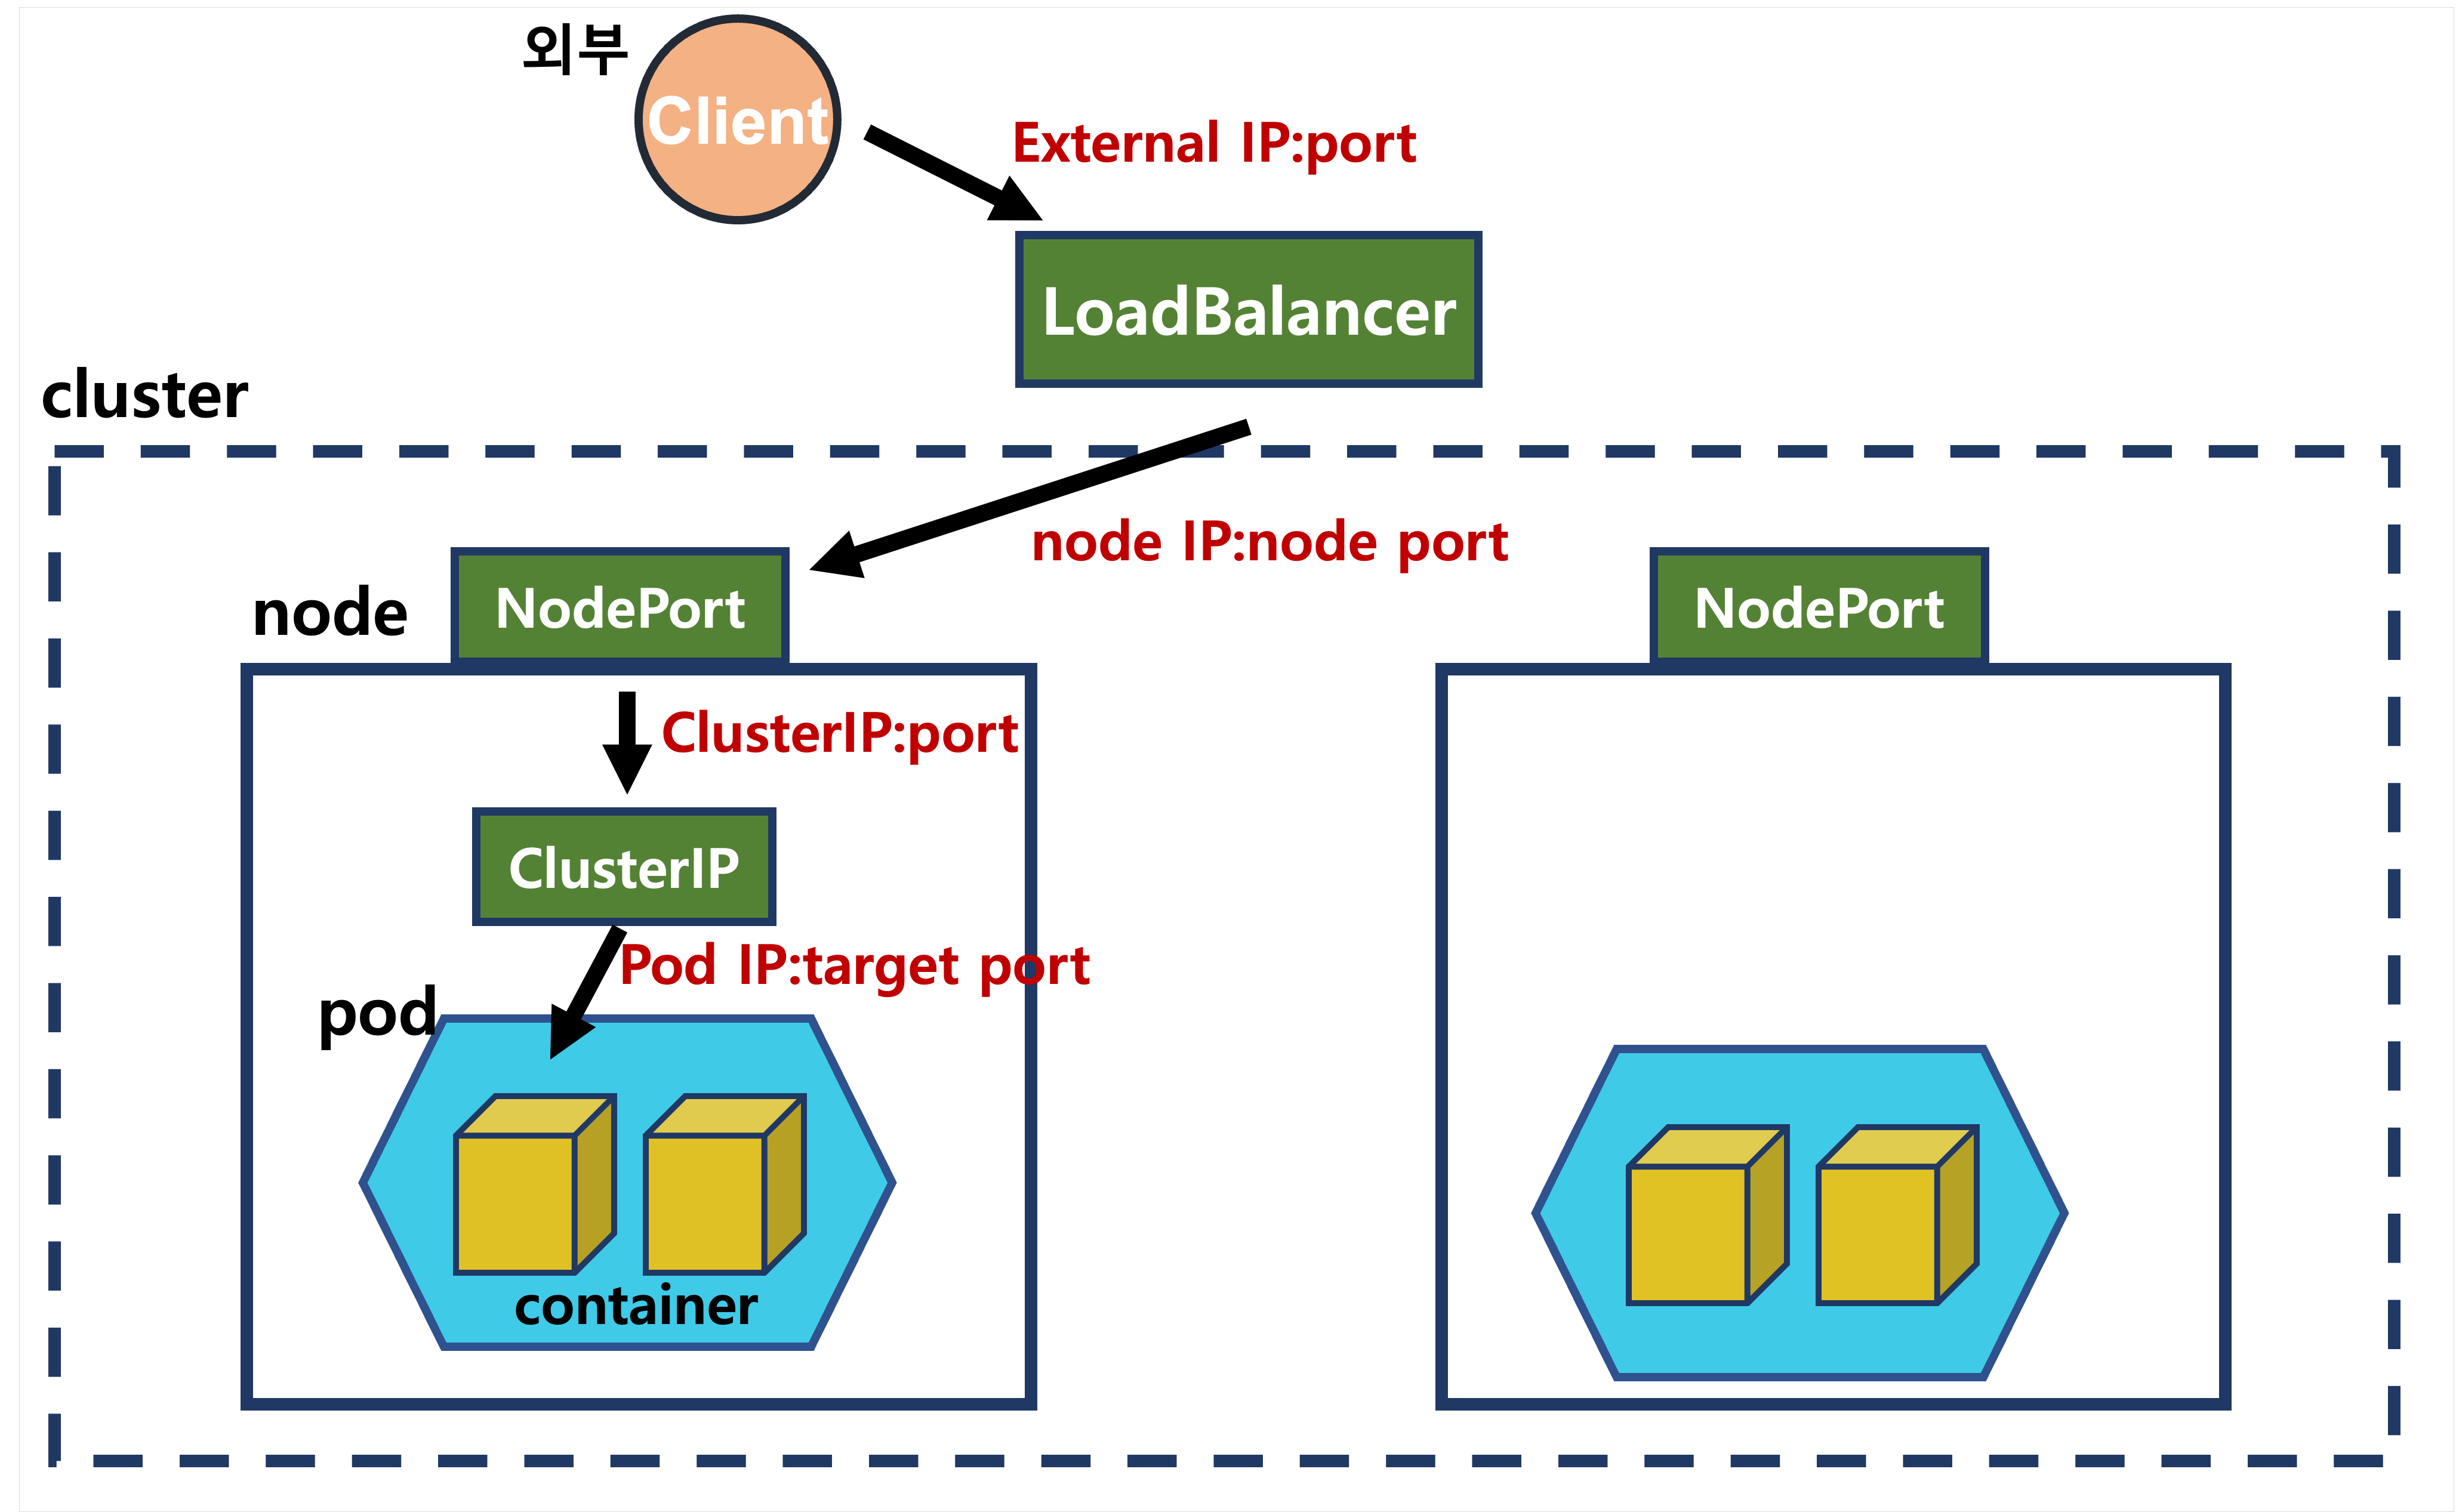 외부
Client
External IP:port
LoadBalancer
cluster
node IP:node port
node
NodePort
NodePort
ClusterIP:port
ClusterIP
Pod IP:target port
pod
container